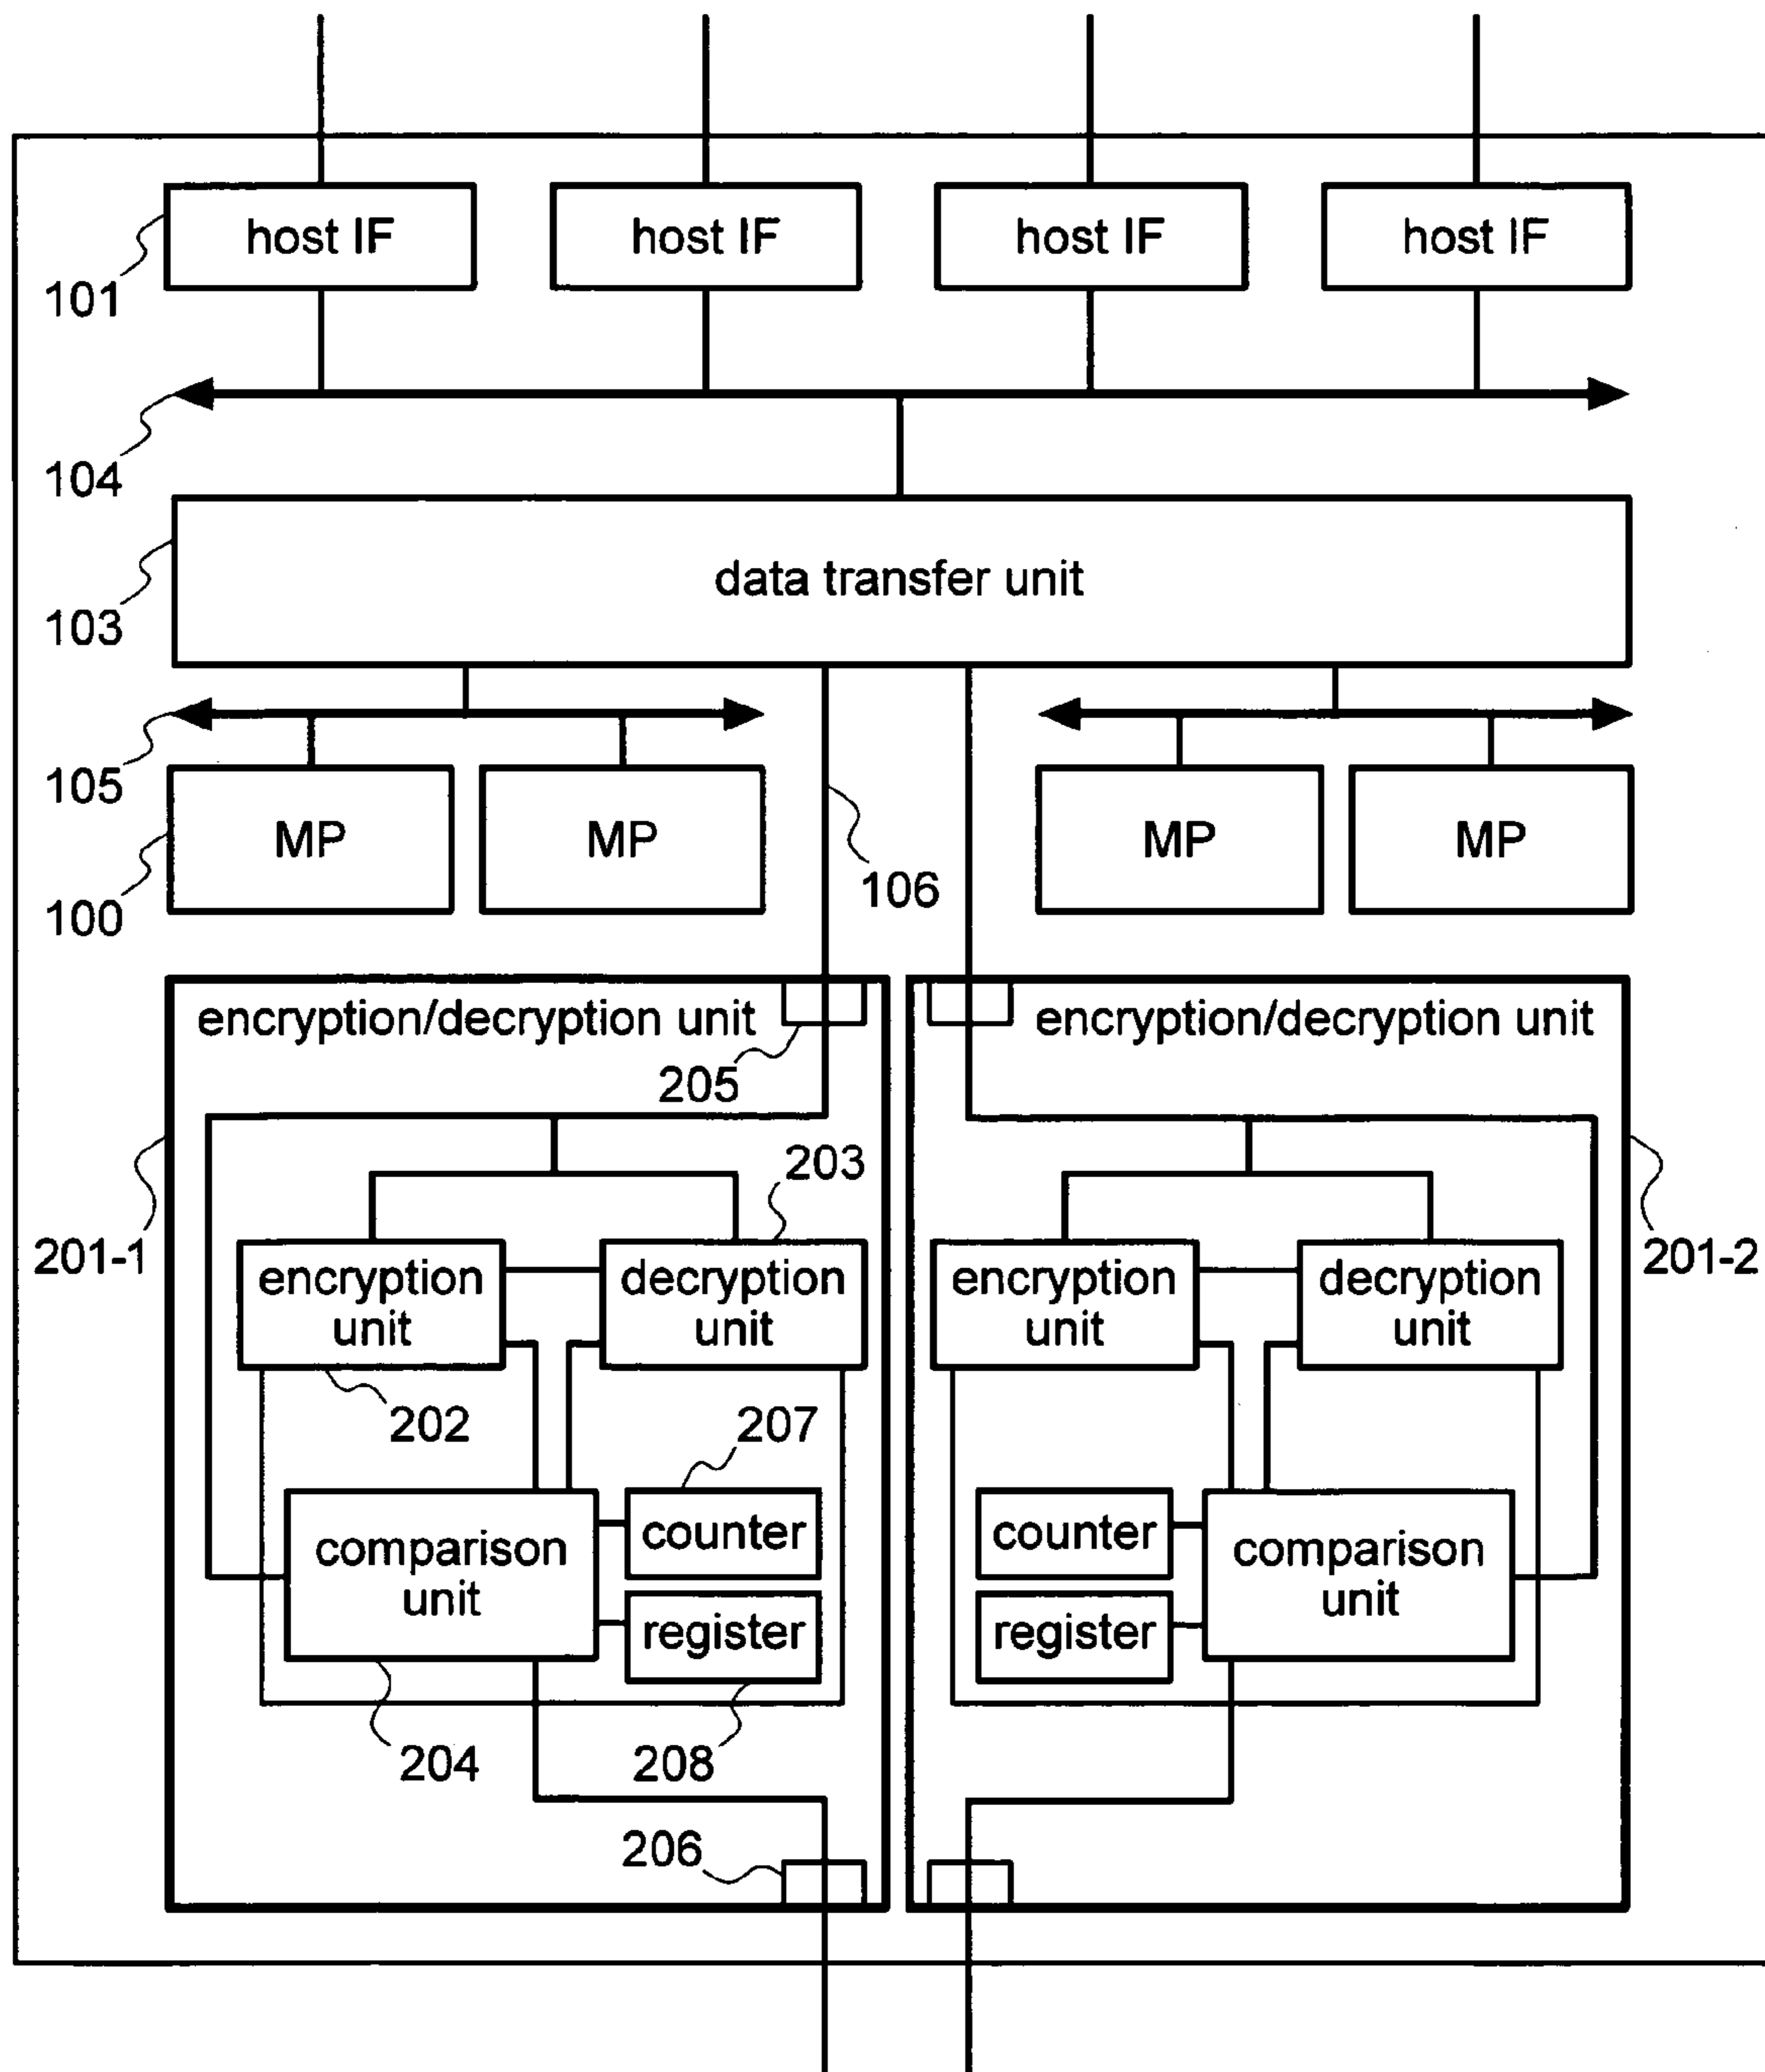 host IF host IF host IF host IF
101
104
data transfer unit
103
105
MP MP MP MP
106
100
encryption/decryption unit encryption/decryption unit
205
203
201-1 201-2
encryption decryption encryption decryption
unit unit unit unit
202 207
counter counter
comparison comparison
unit unit
register register
204 208
206